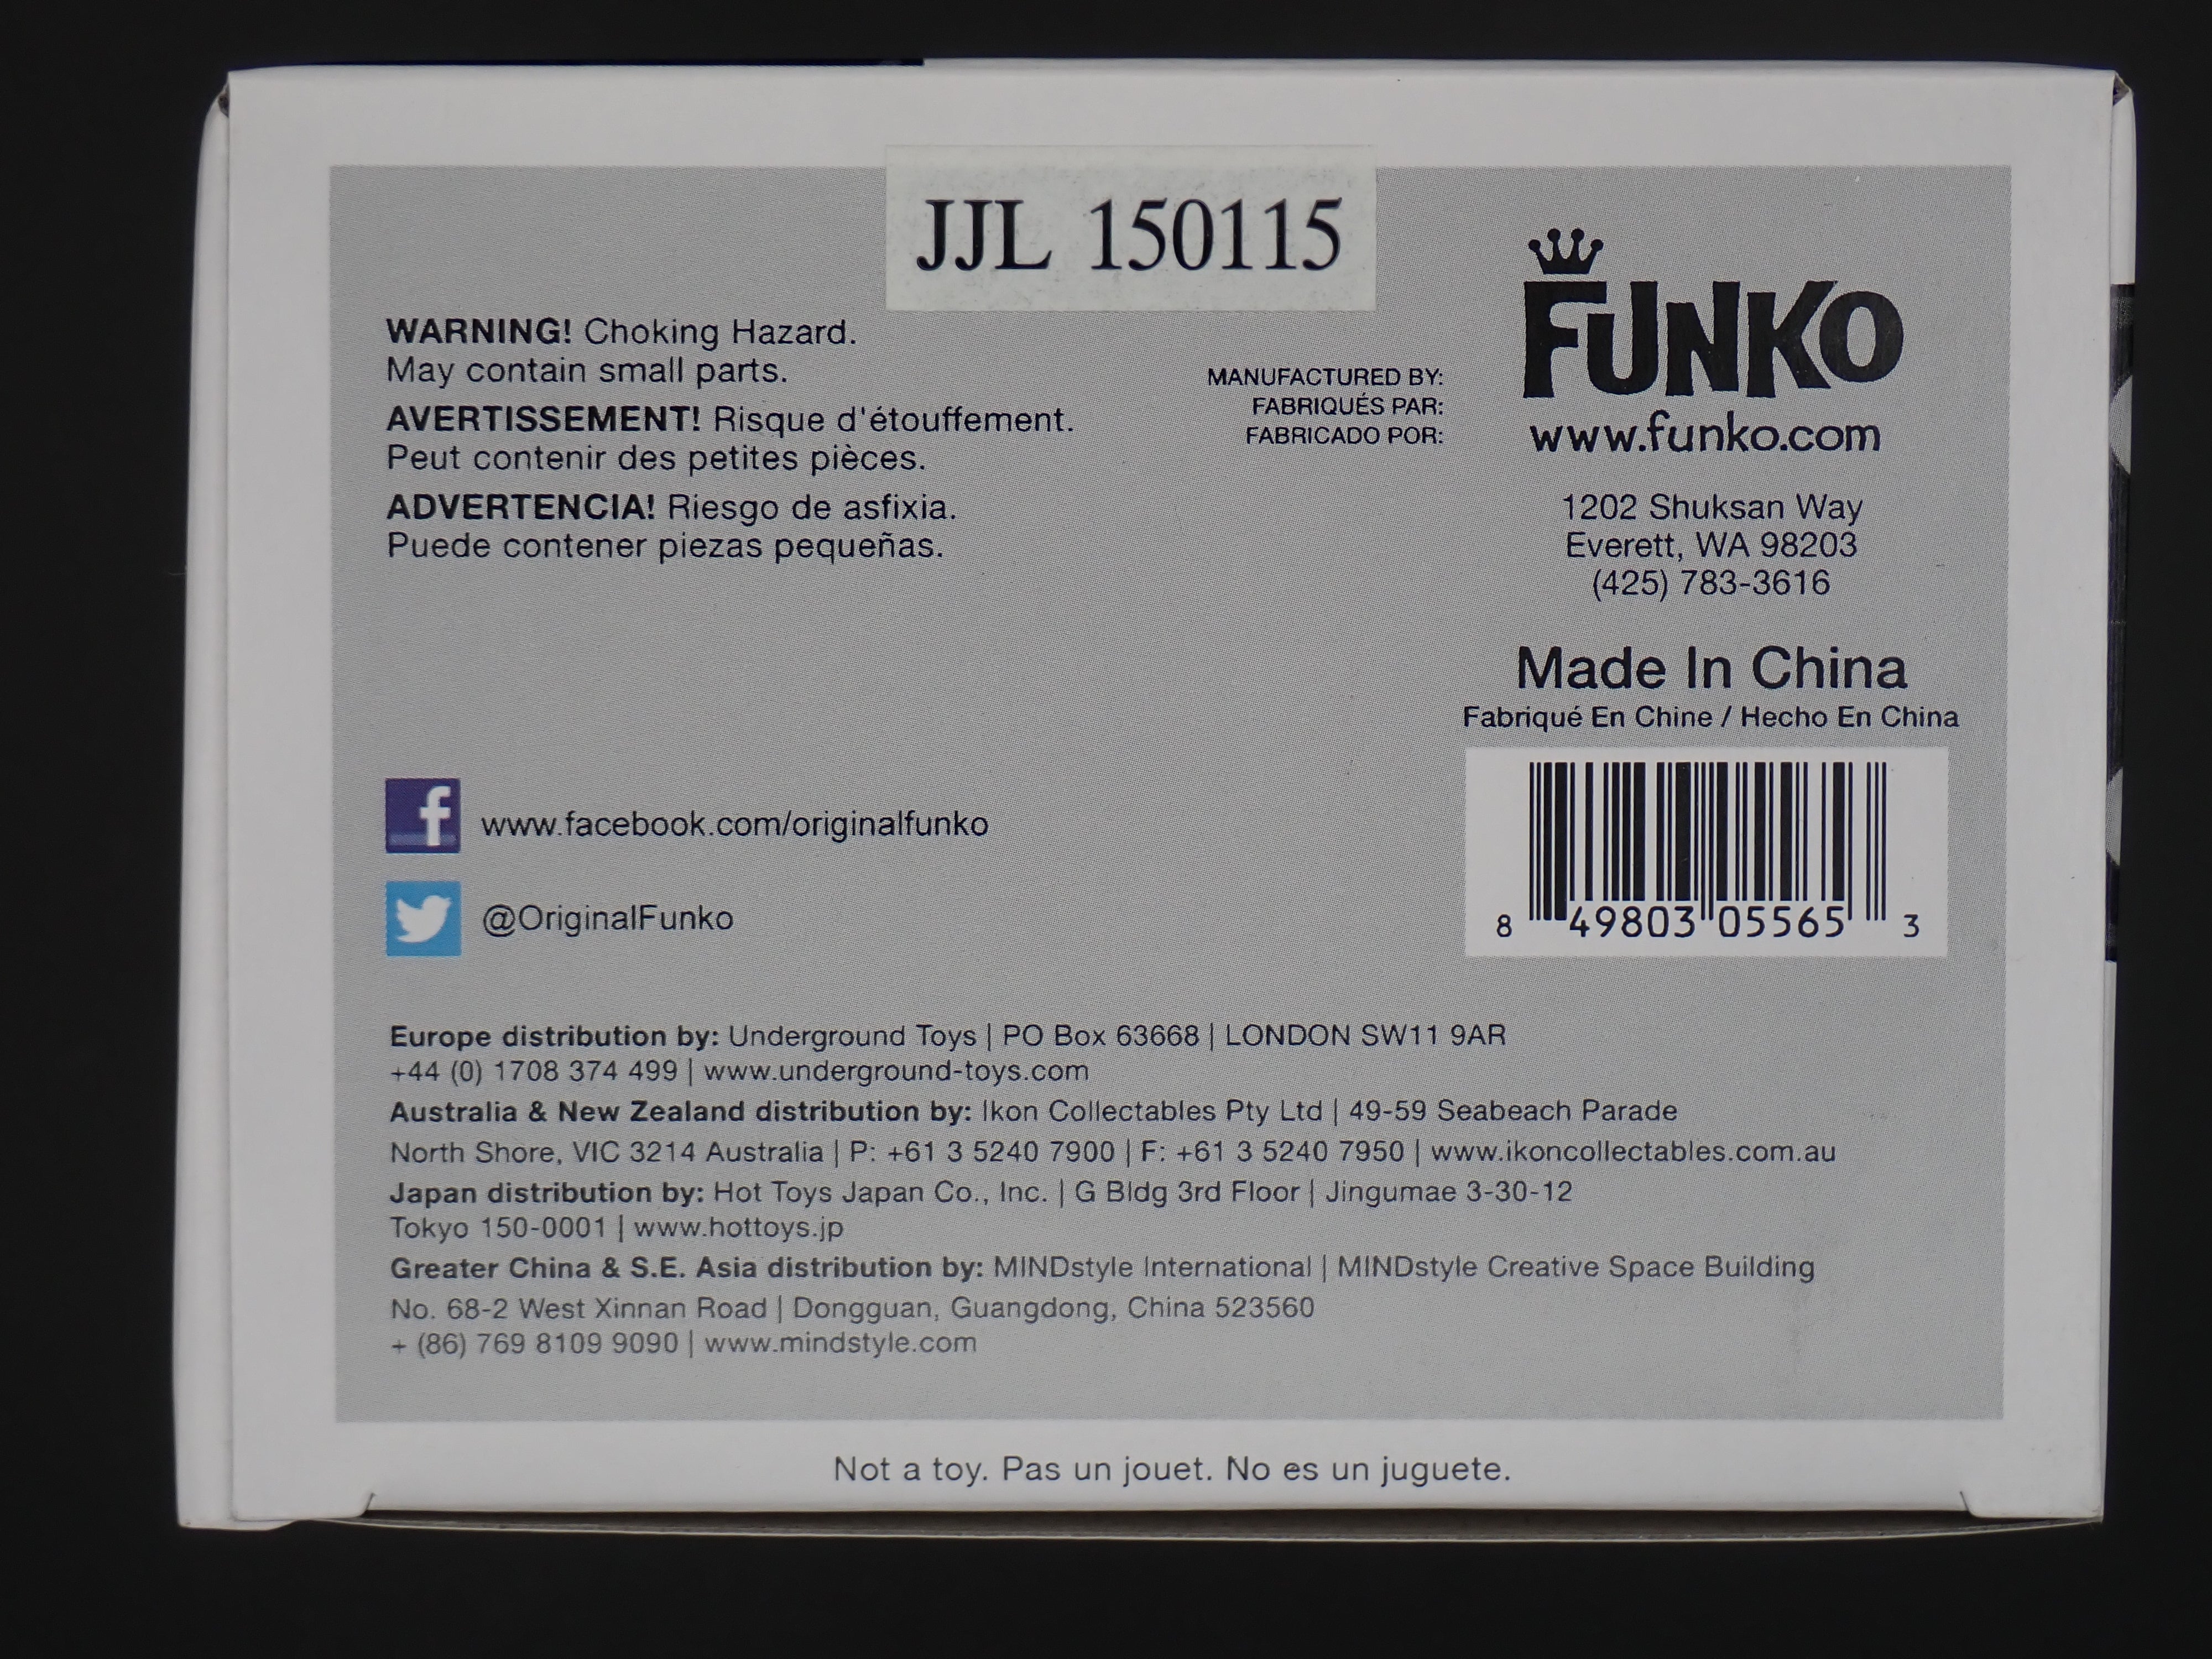 JJL 150115
WARNING! Choking Hazard.
May contain small parts.
AVERTISSEMENT! Risque d'étouffement.
Peut contenir des petites pièces.
ADVERTENCIA! Riesgo de asfixia.
Puede contener piezas pequeñas.
MANUFACTURED BY:
FABRIQUÉS PAR:
FABRICADO POR:
FUNKO
www.funko.com
1202 Shuksan Way
Everett, WA 98203
(425) 783-3616
Made In China
Fabriqué En Chine / Hecho En China
8 49803 05565 3
f
www.facebook.com/originalfunko
@OriginalFunko
Europe distribution by: Underground Toys | PO Box 63668 | LONDON SW11 9AR
+44 (0) 1708 374 499 | www.underground-toys.com
Australia & New Zealand distribution by: Ikon Collectables Pty Ltd | 49-59 Seabeach Parade
North Shore, VIC 3214 Australia | P: +61 3 5240 7900 | F: +61 3 5240 7950 | www.ikoncollectables.com.au
Japan distribution by: Hot Toys Japan Co., Inc. | G Bldg 3rd Floor | Jingumae 3-30-12
Tokyo 150-0001 | www.hottoys.jp
Greater China & S.E. Asia distribution by: MINDstyle International | MINDstyle Creative Space Building
No. 68-2 West Xinnan Road | Dongguan, Guangdong, China 523560
+ (86) 769 8109 9090 | www.mindstyle.com
Not a toy. Pas un jouet. No es un juguete.